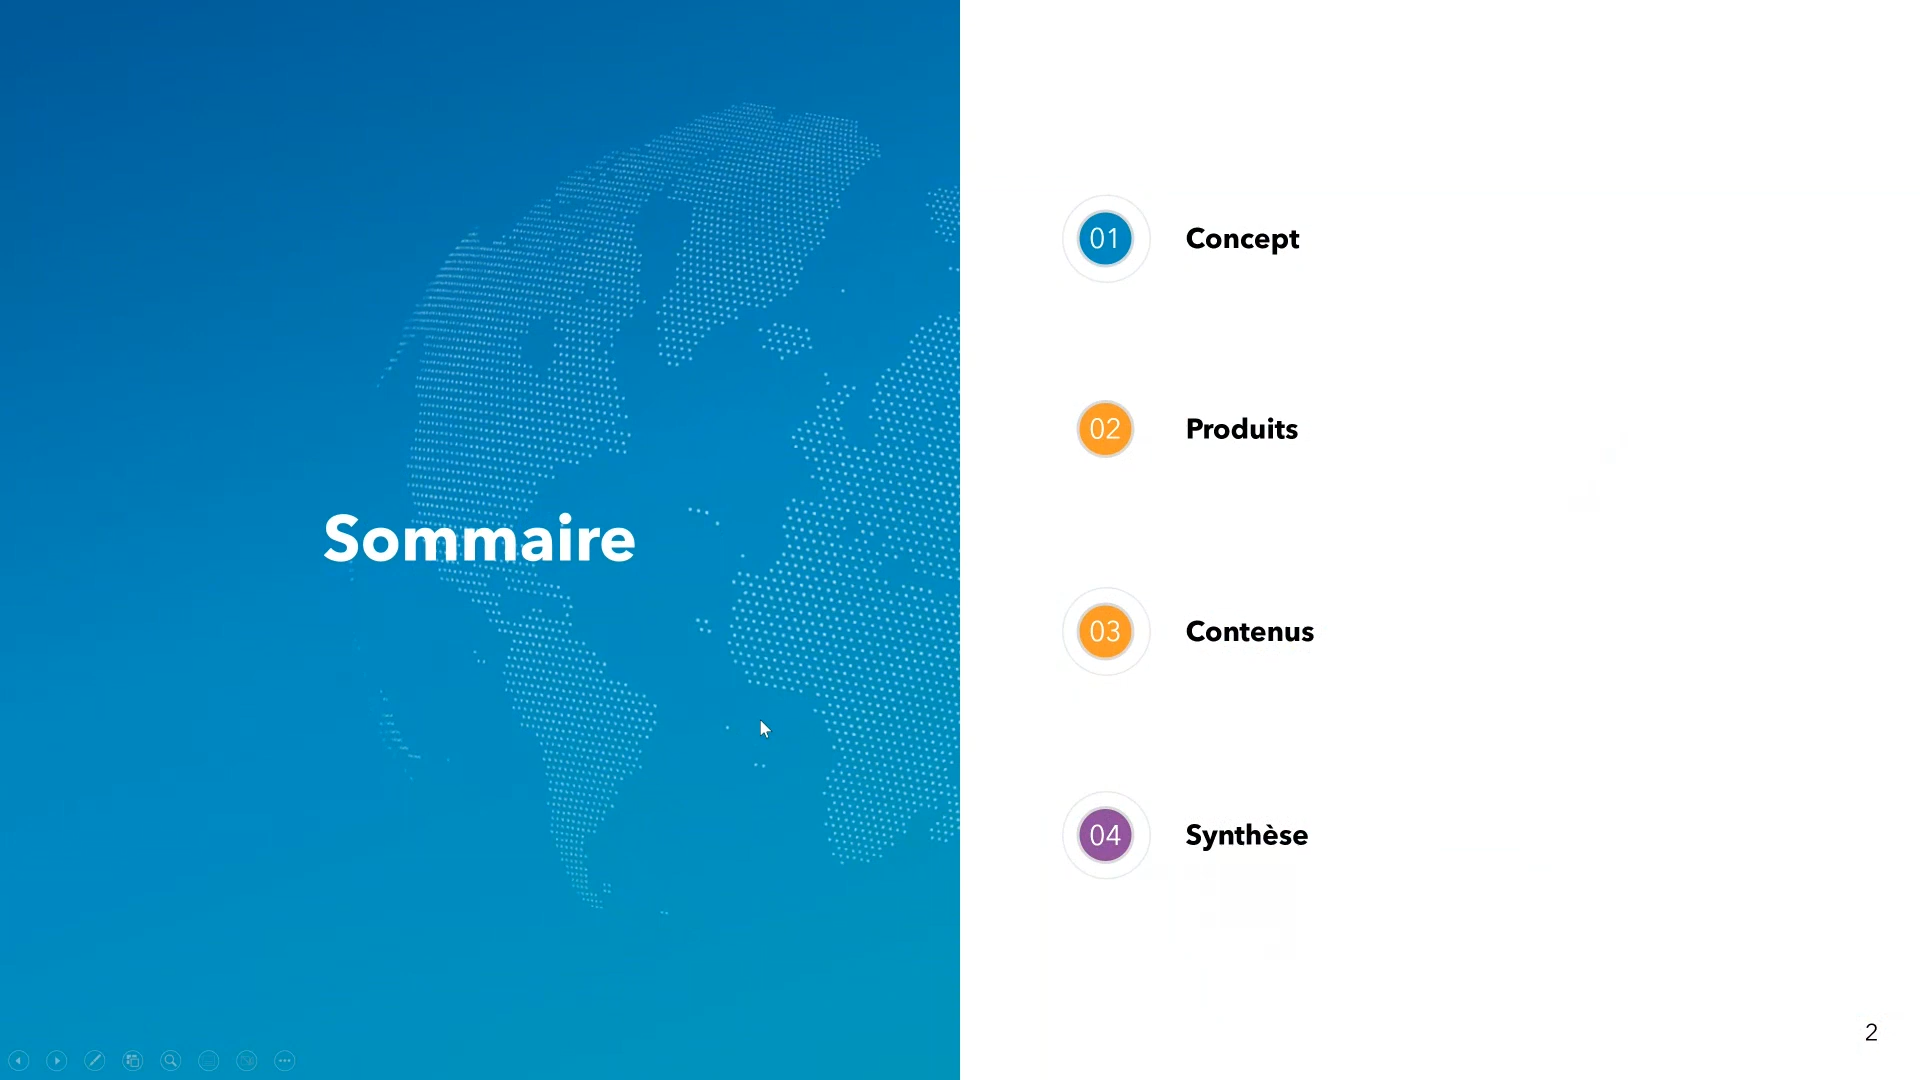 Sommaire
01 Concept
02 Produits
03 Contenus
04 Synthèse
2